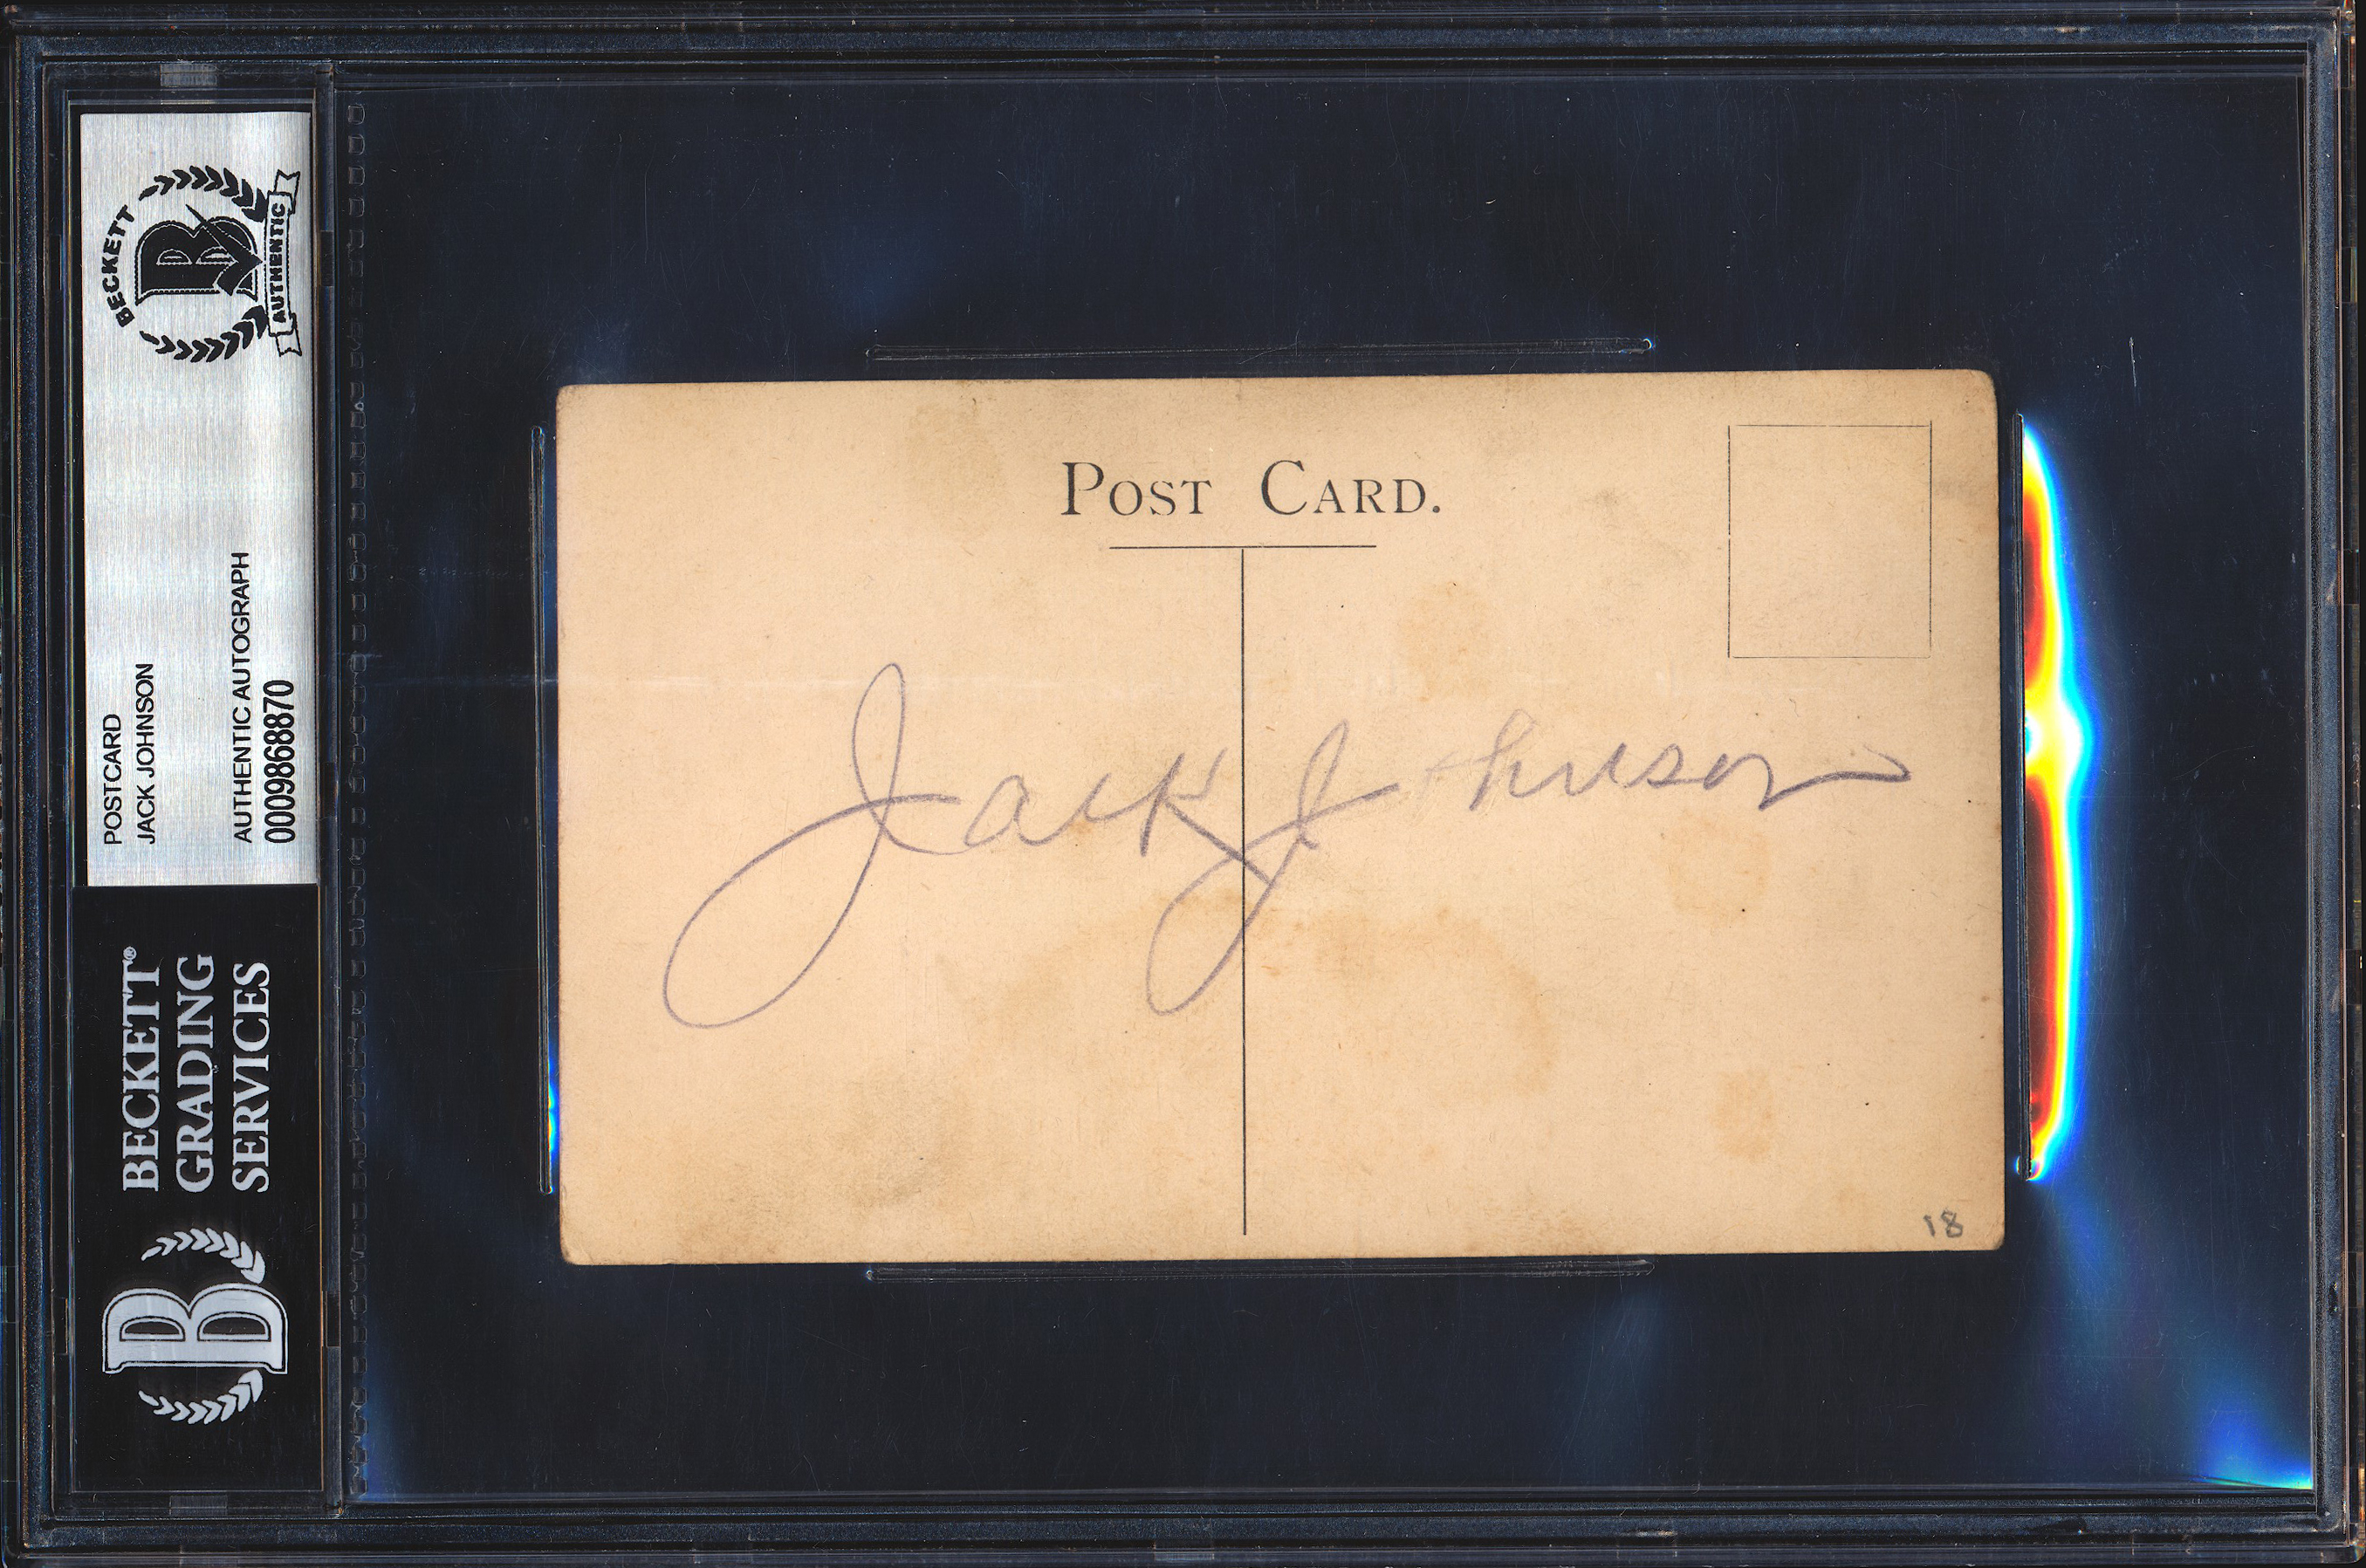 BECKETT
B
AUTHENTIC
POSTCARD
JACK JOHNSON
AUTHENTIC AUTOGRAPH
0009868870
BECKETT®
GRADING
SERVICES
B
POST CARD.
Jack Johnson
18